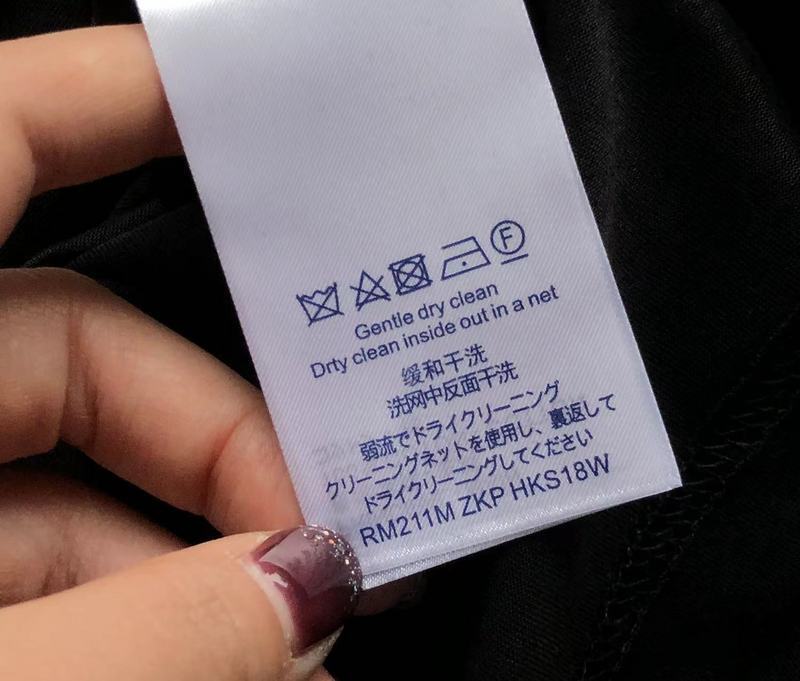 F
Gentle dry clean
Drty clean inside out in a net
缓和干洗
洗网中反面干洗
弱流でドライクリーニング
クリーニングネットを使用し、裏返して
ドライクリーニングしてください
RM211M ZKP HKS18W